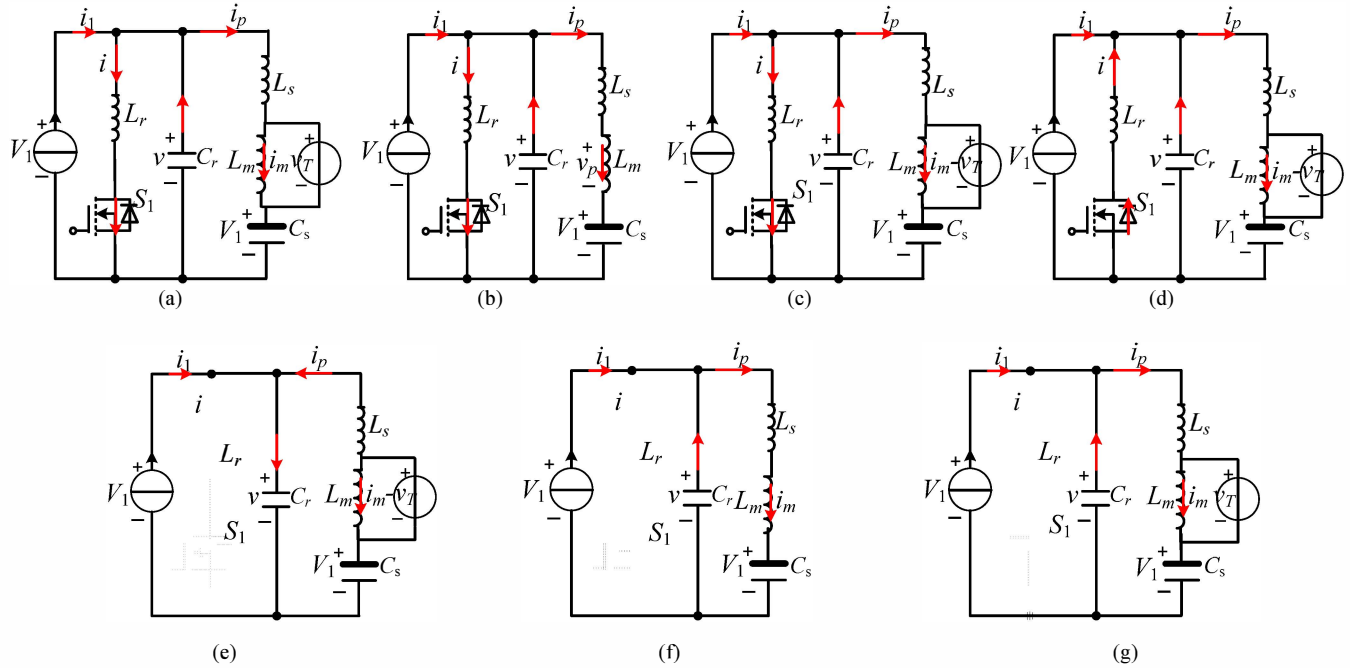 i1 ip i1 ip i1 ip i1 ip
i i i i
Ls Ls Ls Ls
Lr Lr Lr Lr
+ V1 − + v − Cr Lm im + vT − S1 V1 + − Cs
+ V1 − + v − Cr + vp − Lm S1 V1 + − Cs
+ V1 − + v − Cr Lm im + −vT − S1 V1 + − Cs
+ V1 − + v − Cr Lm im + −vT − S1 V1 + − Cs
(a) (b) (c) (d)
i1 ip i1 ip i1 ip
i i i
Ls Ls Ls
Lr Lr Lr
+ V1 − + v − Cr Lm im + −vT − S1 V1 + − Cs
+ V1 − + v − Cr Lm im S1 V1 + − Cs
+ V1 − + v − Cr Lm im + −vT − S1 V1 + − Cs
(e) (f) (g)